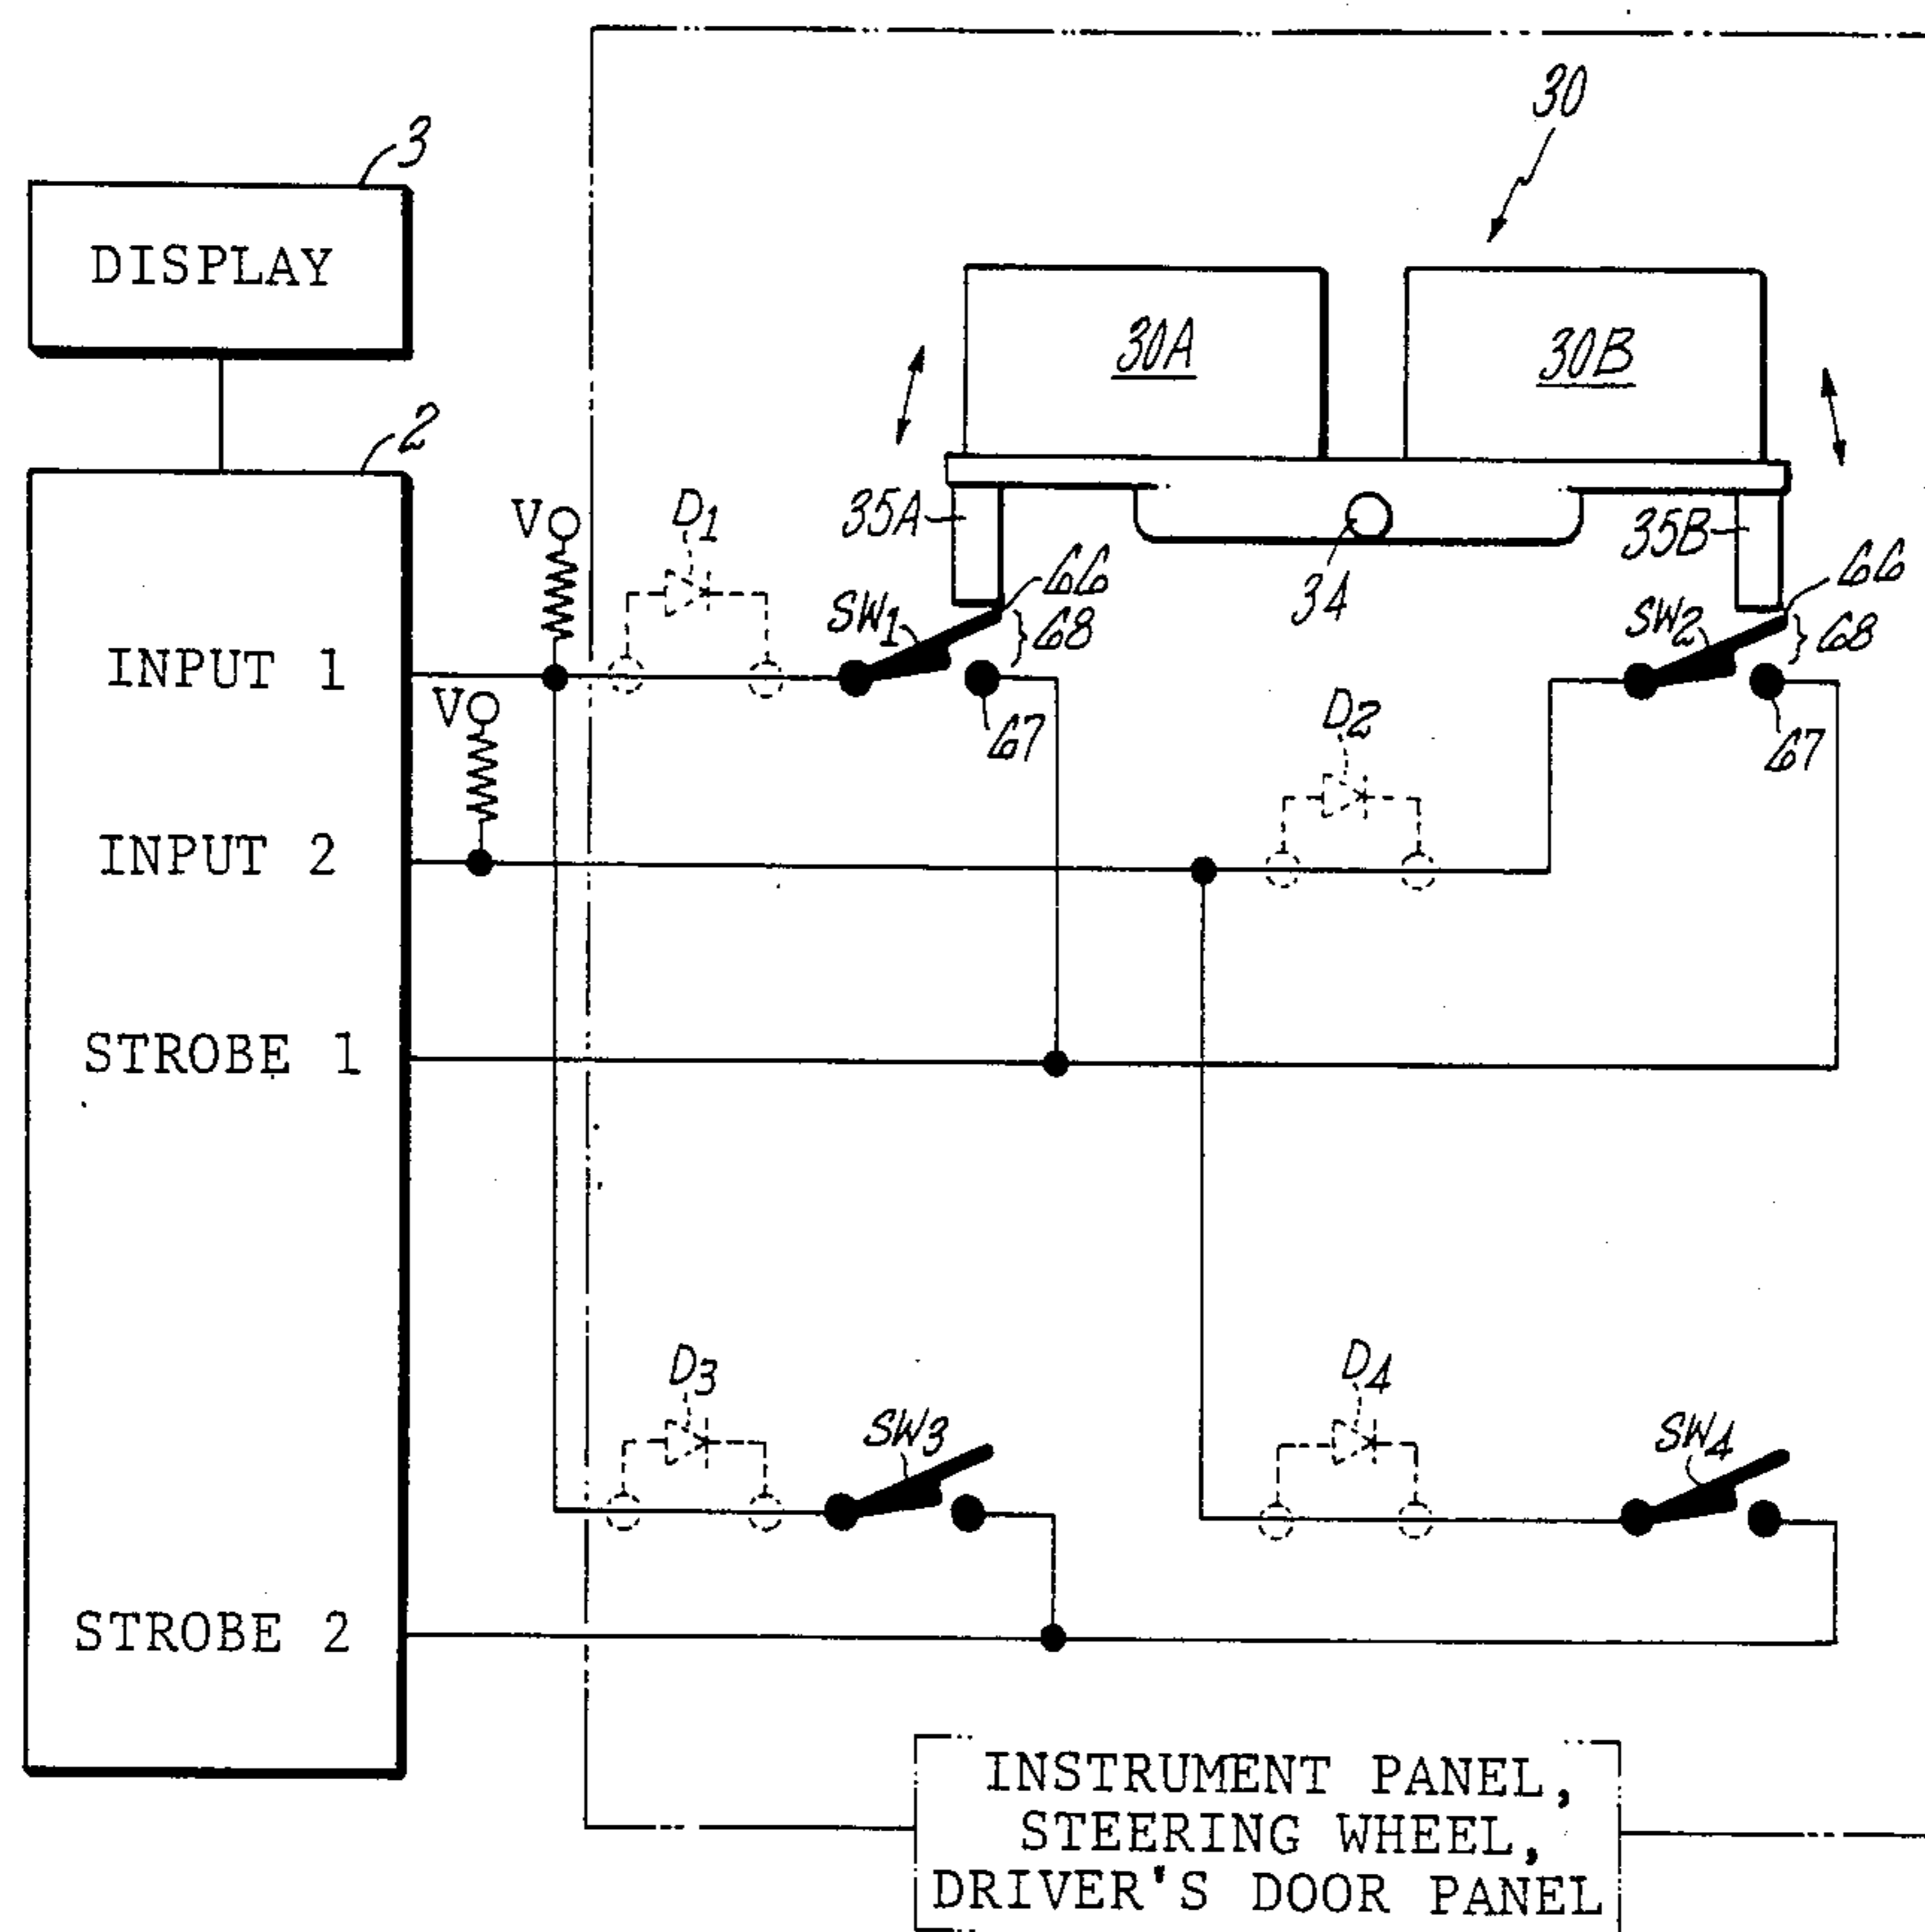 30
3
DISPLAY
30A
30B
2
V
D1
35A
35B
66
66
34
SW1
68
SW2
68
INPUT 1
V
67
D2
67
INPUT 2
STROBE 1
D3
D4
SW3
SW4
STROBE 2
INSTRUMENT PANEL,
STEERING WHEEL,
DRIVER'S DOOR PANEL